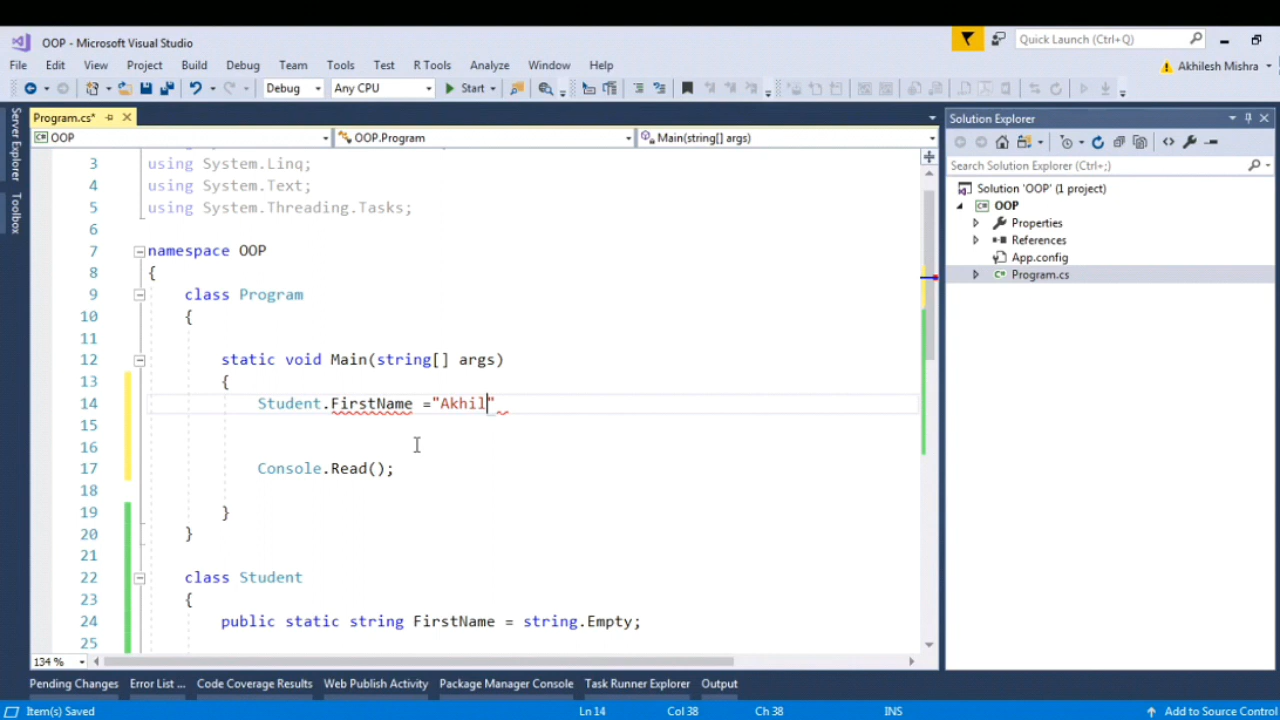 OOP - Microsoft Visual Studio
Quick Launch (Ctrl+Q)
File Edit View Project Build Debug Team Tools Test R Tools Analyze Window Help
Akhilesh Mishra
Debug Any CPU Start
Program.cs*
Solution Explorer
OOP OOP.Program Main(string[] args)
Search Solution Explorer (Ctrl+;)
Server Explorer
Toolbox
3 using System.Linq;
4 using System.Text;
5 using System.Threading.Tasks;
6
7 namespace OOP
8 {
9 class Program
10 {
11
12 static void Main(string[] args)
13 {
14 Student.FirstName ="Akhil"
15
16
17 Console.Read();
18
19 }
20 }
21
22 class Student
23 {
24 public static string FirstName = string.Empty;
25
134 %
Solution 'OOP' (1 project)
OOP
Properties
References
App.config
Program.cs
Pending Changes Error List ... Code Coverage Results Web Publish Activity Package Manager Console Task Runner Explorer Output
Item(s) Saved Ln 14 Col 38 Ch 38 INS Add to Source Control